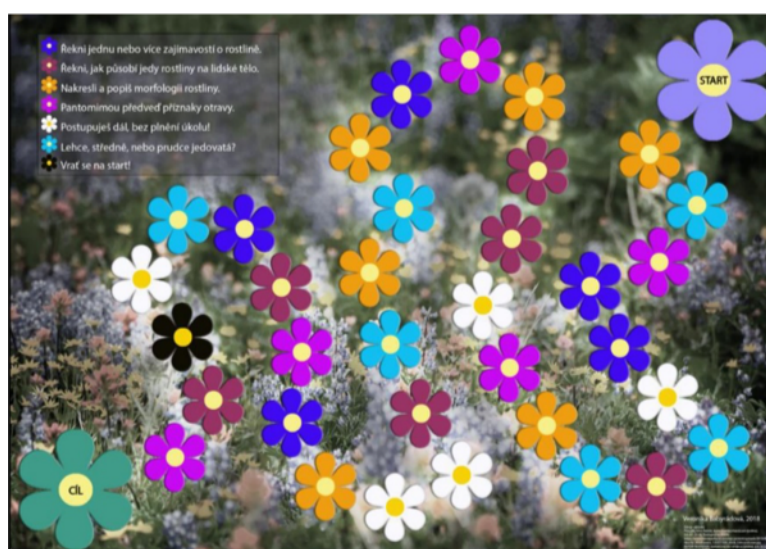 Řekni jednu nebo více zajímavostí o rostlině.
Řekni, jak působí jedy rostliny na lidské tělo.
Nakresli a popiš morfologii rostliny.
Pantomimou předveď příznaky otravy.
Postupuješ dál, bez plnění úkolu!
Lehce, středně, nebo prudce jedovatá?
Vrať se na start!
START
CÍL